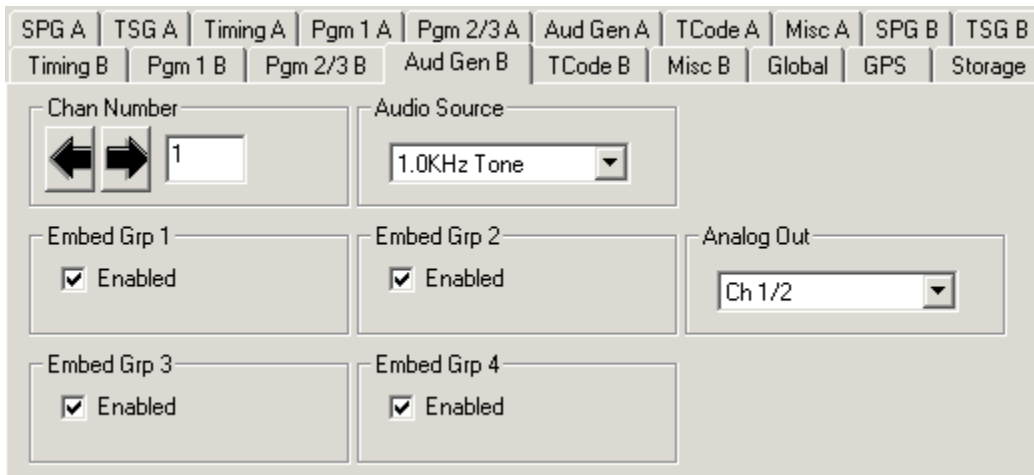 SPG A TSG A Timing A Pgm 1 A Pgm 2/3 A Aud Gen A TCode A Misc A SPG B TSG B
Timing B Pgm 1 B Pgm 2/3 B Aud Gen B TCode B Misc B Global GPS Storage
Chan Number Audio Source
1 1.0KHz Tone
Embed Grp 1 Embed Grp 2 Analog Out
Enabled Enabled Ch 1/2
Embed Grp 3 Embed Grp 4
Enabled Enabled